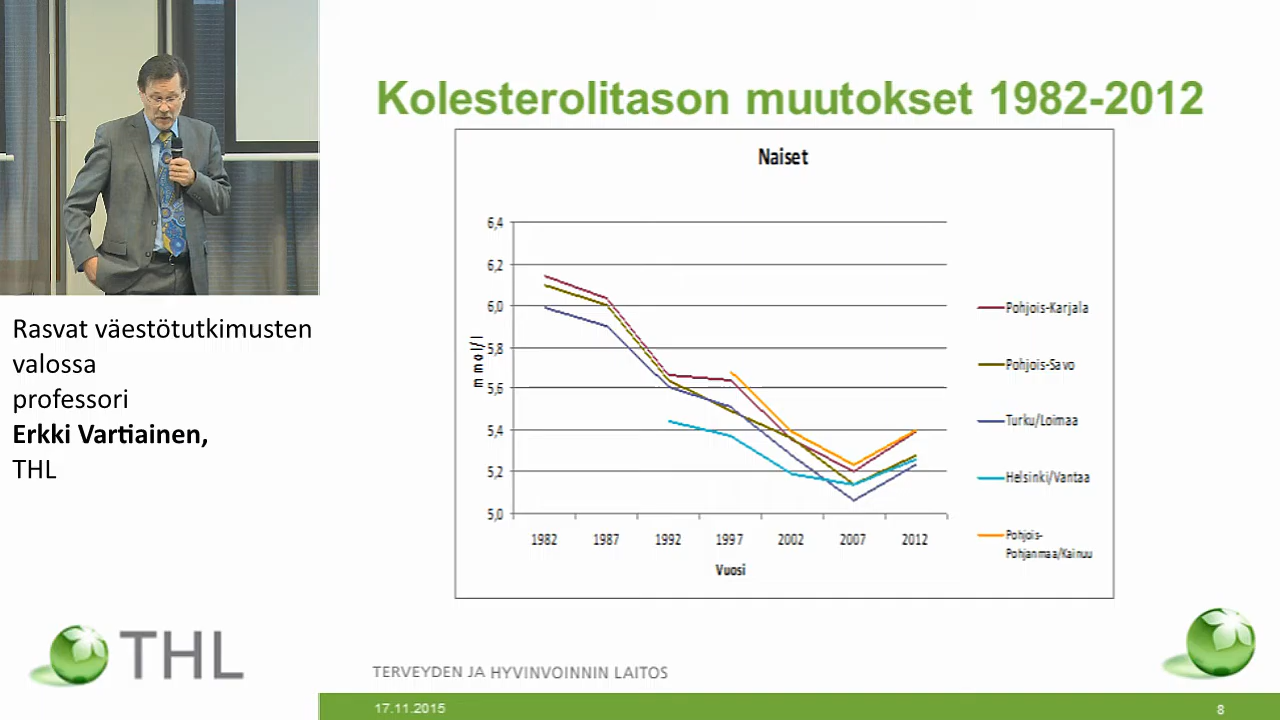 Kolesterolitason muutokset 1982-2012
Naiset
6,4
6,2
6,0
5,8
5,6
5,4
5,2
5,0
mmol/l
1982 1987 1992 1997 2002 2007 2012
Vuosi
Pohjois-Karjala
Pohjois-Savo
Turku/Loimaa
Helsinki/Vantaa
Pohjois-
Pohjanmaa/Kainuu
Rasvat väestötutkimusten
valossa
professori
Erkki Vartiainen,
THL
THL
TERVEYDEN JA HYVINVOINNIN LAITOS
17.11.2015
8